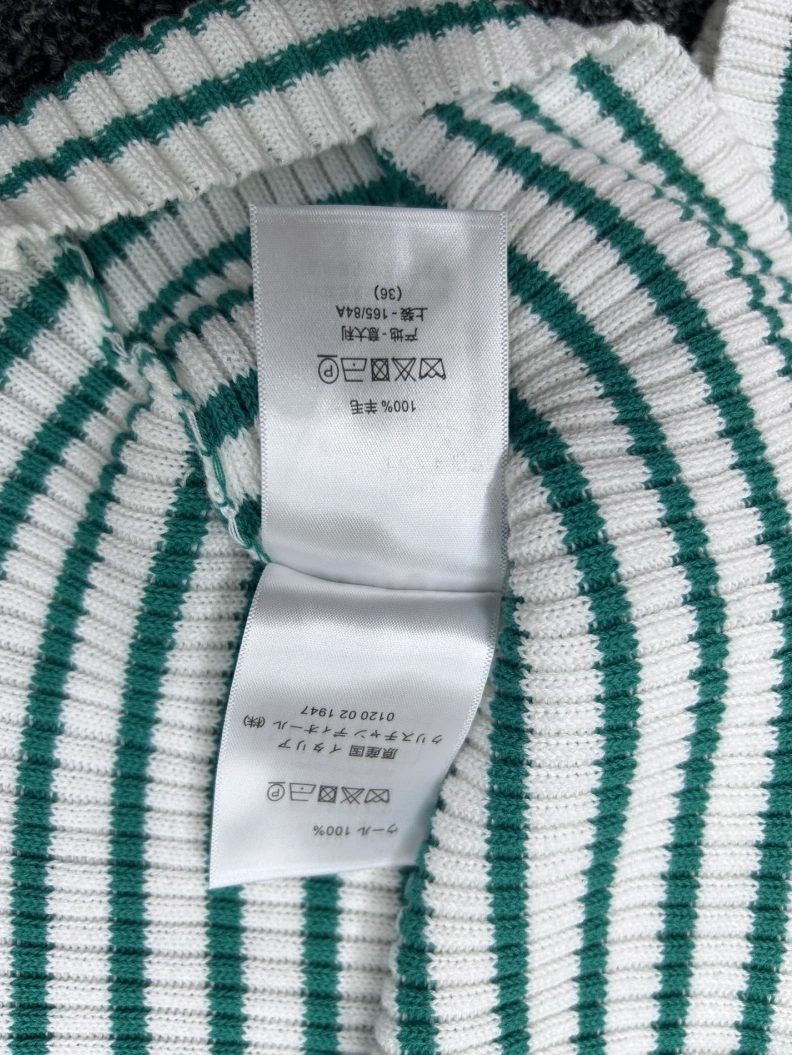 ウール 100%
原産国 イタリア
クリスチャンディオール (株)
0120 02 1947
100% 羊毛
产地 - 意大利
上装 - 165/84A
(36)